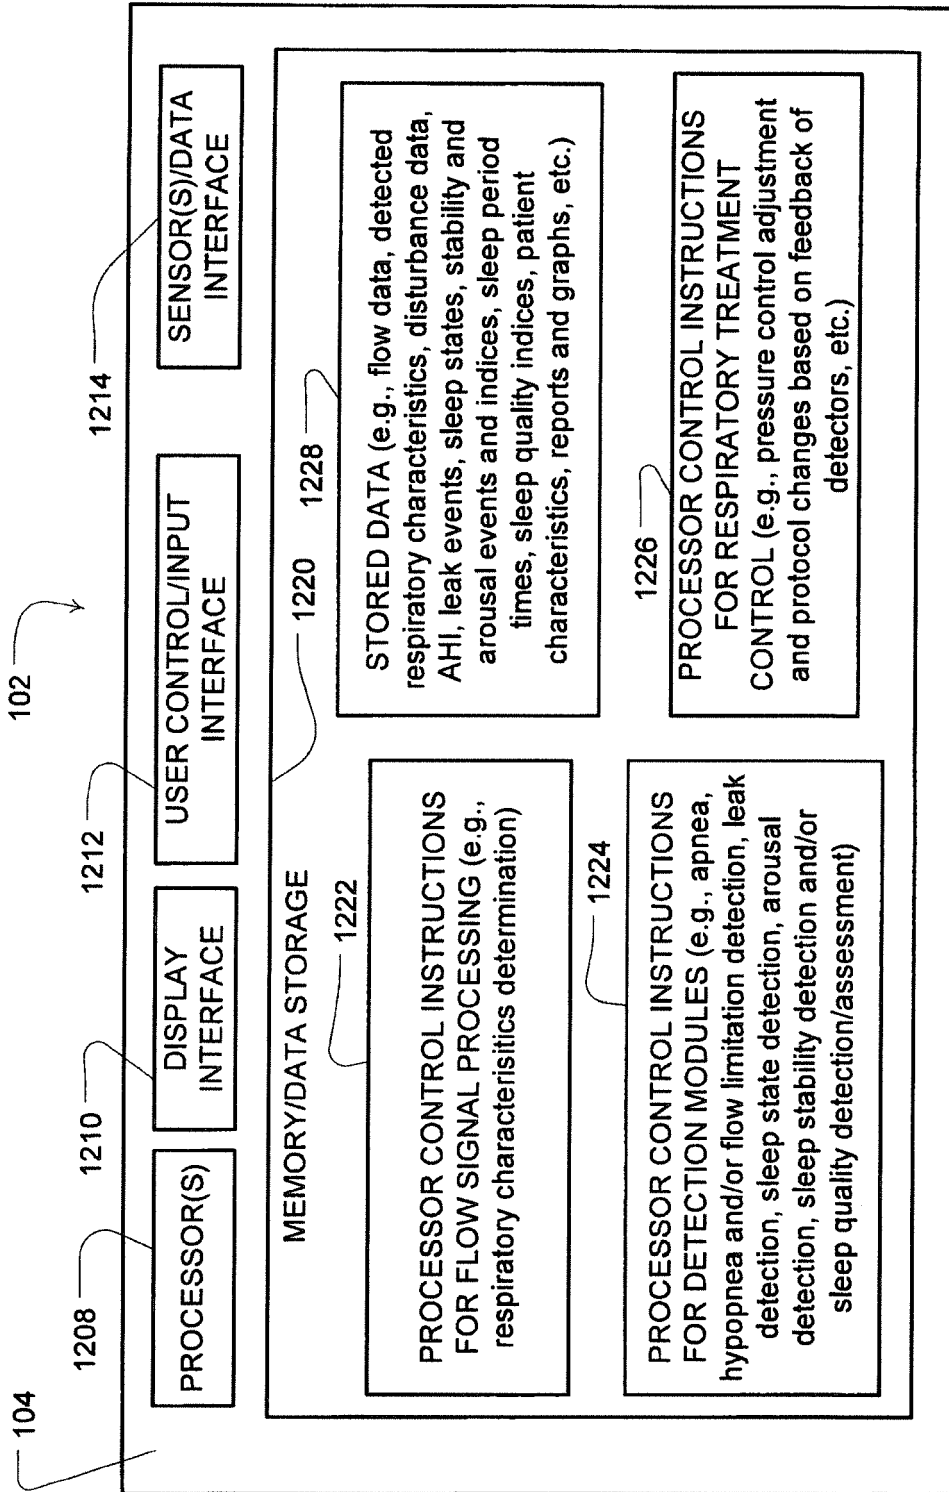 102
104
1208
1210
1212
1214
PROCESSOR(S)
DISPLAY
INTERFACE
USER CONTROL/INPUT
INTERFACE
SENSOR(S)/DATA
INTERFACE
MEMORY/DATA STORAGE
1220
1222
PROCESSOR CONTROL INSTRUCTIONS
FOR FLOW SIGNAL PROCESSING (e.g.,
respiratory characterisitics determination)
1228
STORED DATA (e.g., flow data, detected
respiratory characteristics, disturbance data,
AHI, leak events, sleep states, stability and
arousal events and indices, sleep period
times, sleep quality indices, patient
characteristics, reports and graphs, etc.)
1224
PROCESSOR CONTROL INSTRUCTIONS
FOR DETECTION MODULES (e.g., apnea,
hypopnea and/or flow limitation detection, leak
detection, sleep state detection, arousal
detection, sleep stability detection and/or
sleep quality detection/assessment)
1226
PROCESSOR CONTROL INSTRUCTIONS
FOR RESPIRATORY TREATMENT
CONTROL (e.g., pressure control adjustment
and protocol changes based on feedback of
detectors, etc.)